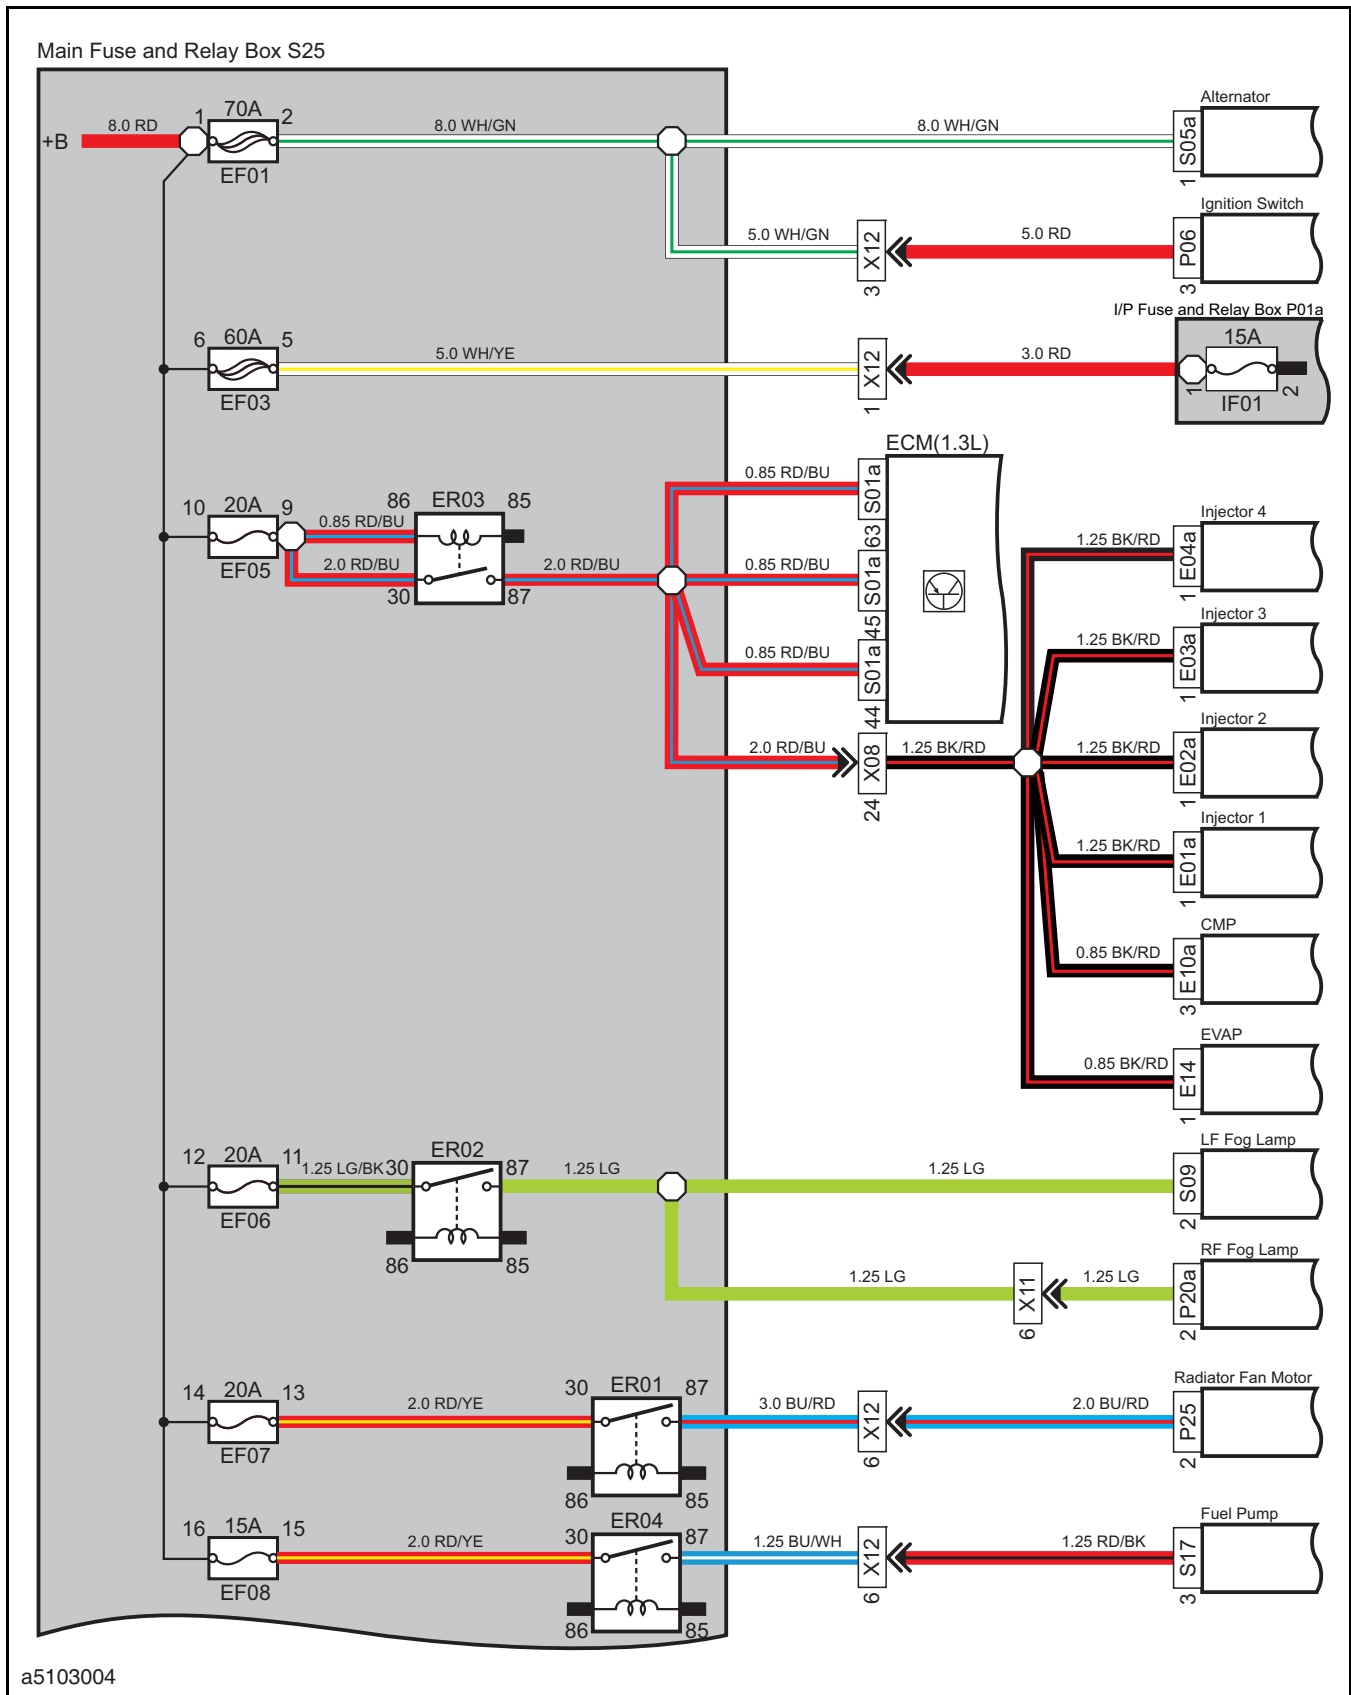 Main Fuse and Relay Box S25
+B
8.0 RD
1
70A
2
EF01
8.0 WH/GN
8.0 WH/GN
Alternator
S05a
1
5.0 WH/GN
X12
3
5.0 RD
Ignition Switch
P06
3
6
60A
5
EF03
5.0 WH/YE
X12
1
3.0 RD
I/P Fuse and Relay Box P01a
15A
1
2
IF01
10
20A
9
EF05
0.85 RD/BU
2.0 RD/BU
86
ER03
85
30
87
2.0 RD/BU
ECM(1.3L)
0.85 RD/BU
S01a
63
0.85 RD/BU
S01a
45
0.85 RD/BU
S01a
44
2.0 RD/BU
X08
24
1.25 BK/RD
Injector 4
1.25 BK/RD
E04a
1
Injector 3
1.25 BK/RD
E03a
1
Injector 2
1.25 BK/RD
E02a
1
Injector 1
1.25 BK/RD
E01a
1
CMP
0.85 BK/RD
E10a
3
EVAP
0.85 BK/RD
E14
1
12
20A
11
EF06
1.25 LG/BK
30
ER02
87
86
85
1.25 LG
1.25 LG
LF Fog Lamp
S09
2
1.25 LG
X11
6
1.25 LG
RF Fog Lamp
P20a
2
14
20A
13
EF07
2.0 RD/YE
30
ER01
87
86
85
3.0 BU/RD
X12
6
2.0 BU/RD
Radiator Fan Motor
P25
2
16
15A
15
EF08
2.0 RD/YE
30
ER04
87
86
85
1.25 BU/WH
X12
6
1.25 RD/BK
Fuel Pump
S17
3
a5103004